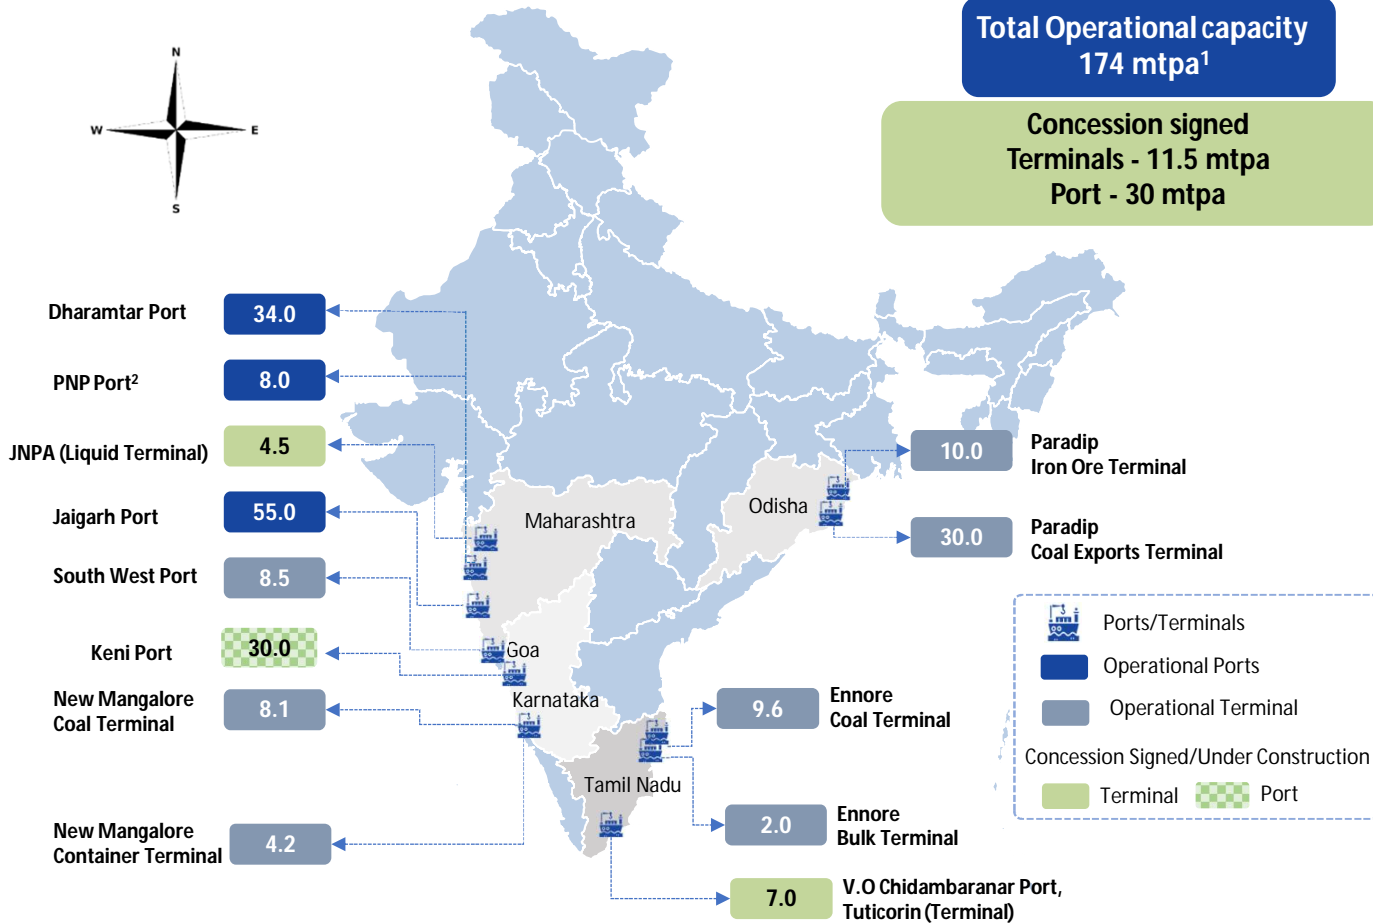 Total Operational capacity
174 mtpa¹
Concession signed
Terminals - 11.5 mtpa
Port - 30 mtpa
N
W
E
S
Dharamtar Port
34.0
PNP Port²
8.0
JNPA (Liquid Terminal)
4.5
Jaigarh Port
55.0
South West Port
8.5
Keni Port
30.0
New Mangalore
Coal Terminal
8.1
New Mangalore
Container Terminal
4.2
Maharashtra
Odisha
Goa
Karnataka
Tamil Nadu
10.0
Paradip
Iron Ore Terminal
30.0
Paradip
Coal Exports Terminal
9.6
Ennore
Coal Terminal
2.0
Ennore
Bulk Terminal
7.0
V.O Chidambaranar Port,
Tuticorin (Terminal)
Ports/Terminals
Operational Ports
Operational Terminal
Concession Signed/Under Construction
Terminal
Port